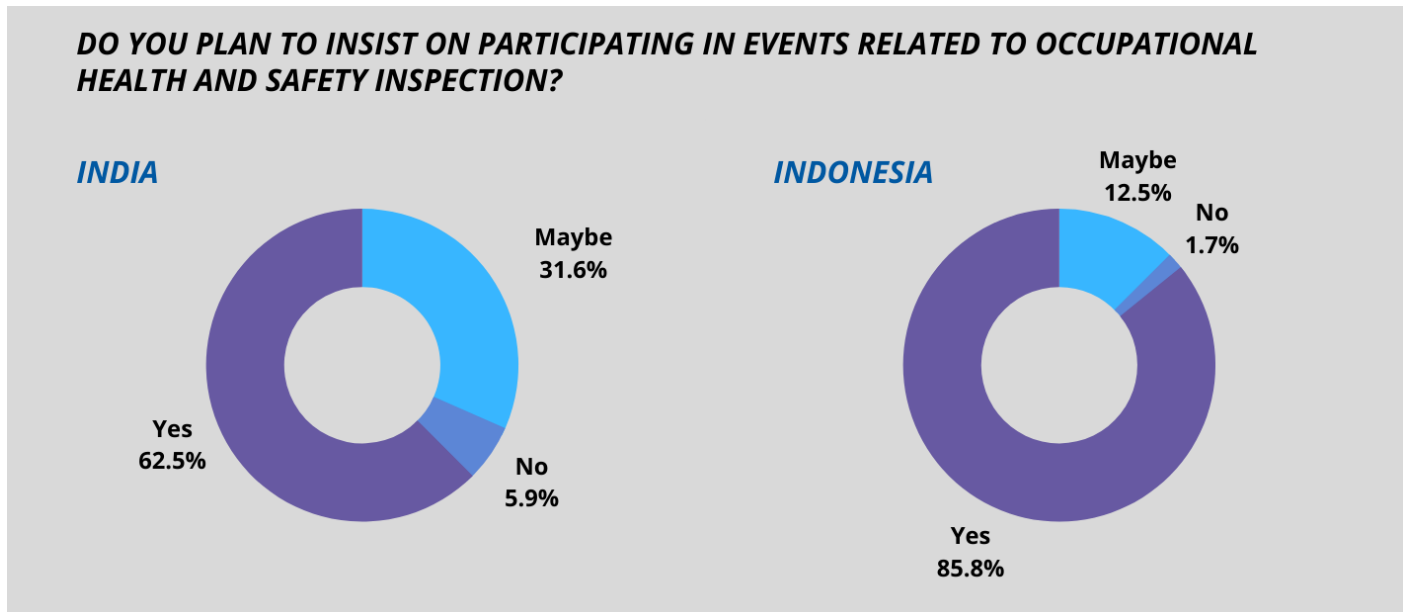 DO YOU PLAN TO INSIST ON PARTICIPATING IN EVENTS RELATED TO OCCUPATIONAL
HEALTH AND SAFETY INSPECTION?
INDIA
Maybe
31.6%
Yes
62.5%
No
5.9%
INDONESIA
Maybe
12.5%
No
1.7%
Yes
85.8%